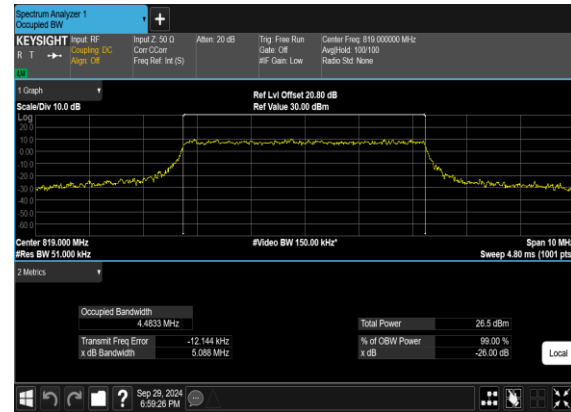 Spectrum Analyzer 1
Occupied BW
KEYSIGHT Input: RF Input Z: 50 Ω Atten: 20 dB Trig: Free Run Center Freq: 819.000000 MHz
R T Coupling: DC Corr CCorr Gate: Off Avg|Hold: 100/100
Align: Off Freq Ref: Int (S) #IF Gain: Low Radio Std: None
1 Graph Ref Lvl Offset 20.80 dB
Scale/Div 10.0 dB Ref Value 30.00 dBm
Log
20.0
10.0
0.00
-10.0
-20.0
-30.0
-40.0
-50.0
-60.0
Center 819.000 MHz #Video BW 150.00 kHz* Span 10 MHz
#Res BW 51.000 kHz Sweep 4.80 ms (1001 pts
2 Metrics
Occupied Bandwidth
4.4833 MHz Total Power 26.5 dBm
Transmit Freq Error -12.144 kHz % of OBW Power 99.00 %
x dB Bandwidth 5.088 MHz x dB -26.00 dB
Local
? Sep 29, 2024
6:59:26 PM